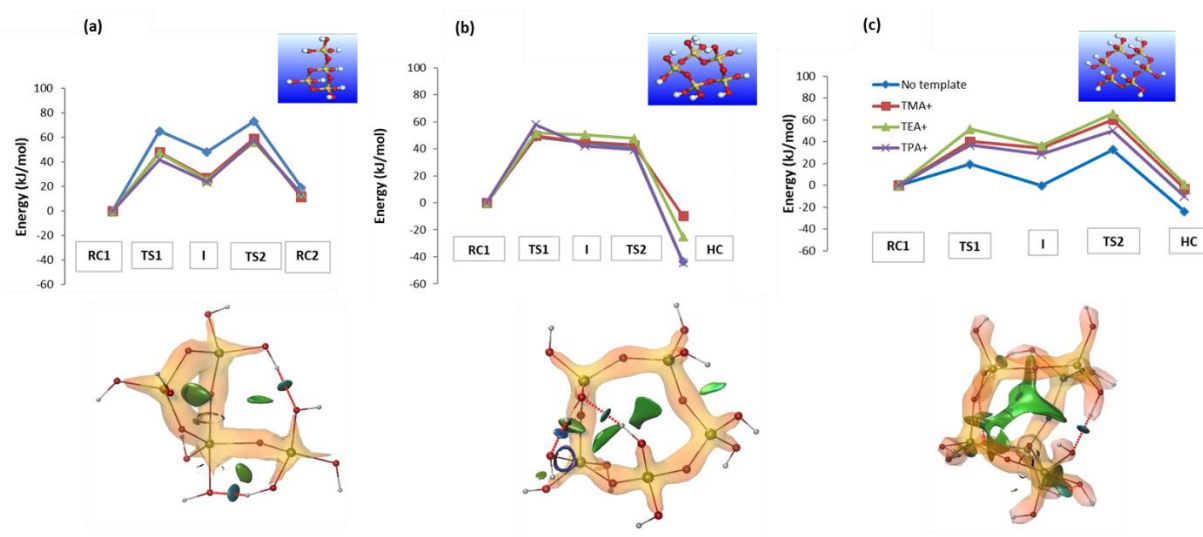 (a)
100
80
60
40
20
0
20
40
60
Energy (kJ/mol)
RC1
TS1
I
TS2
RC2
(b)
100
80
60
40
20
0
-20
-40
-60
Energy (kJ/mol)
RC1
TS1
I
TS2
HC
(c)
100
80
60
40
20
0
-20
-40
-60
Energy (kJ/mol)
No template
TMA+
TEA+
TPA+
RC1
TS1
I
TS2
HC